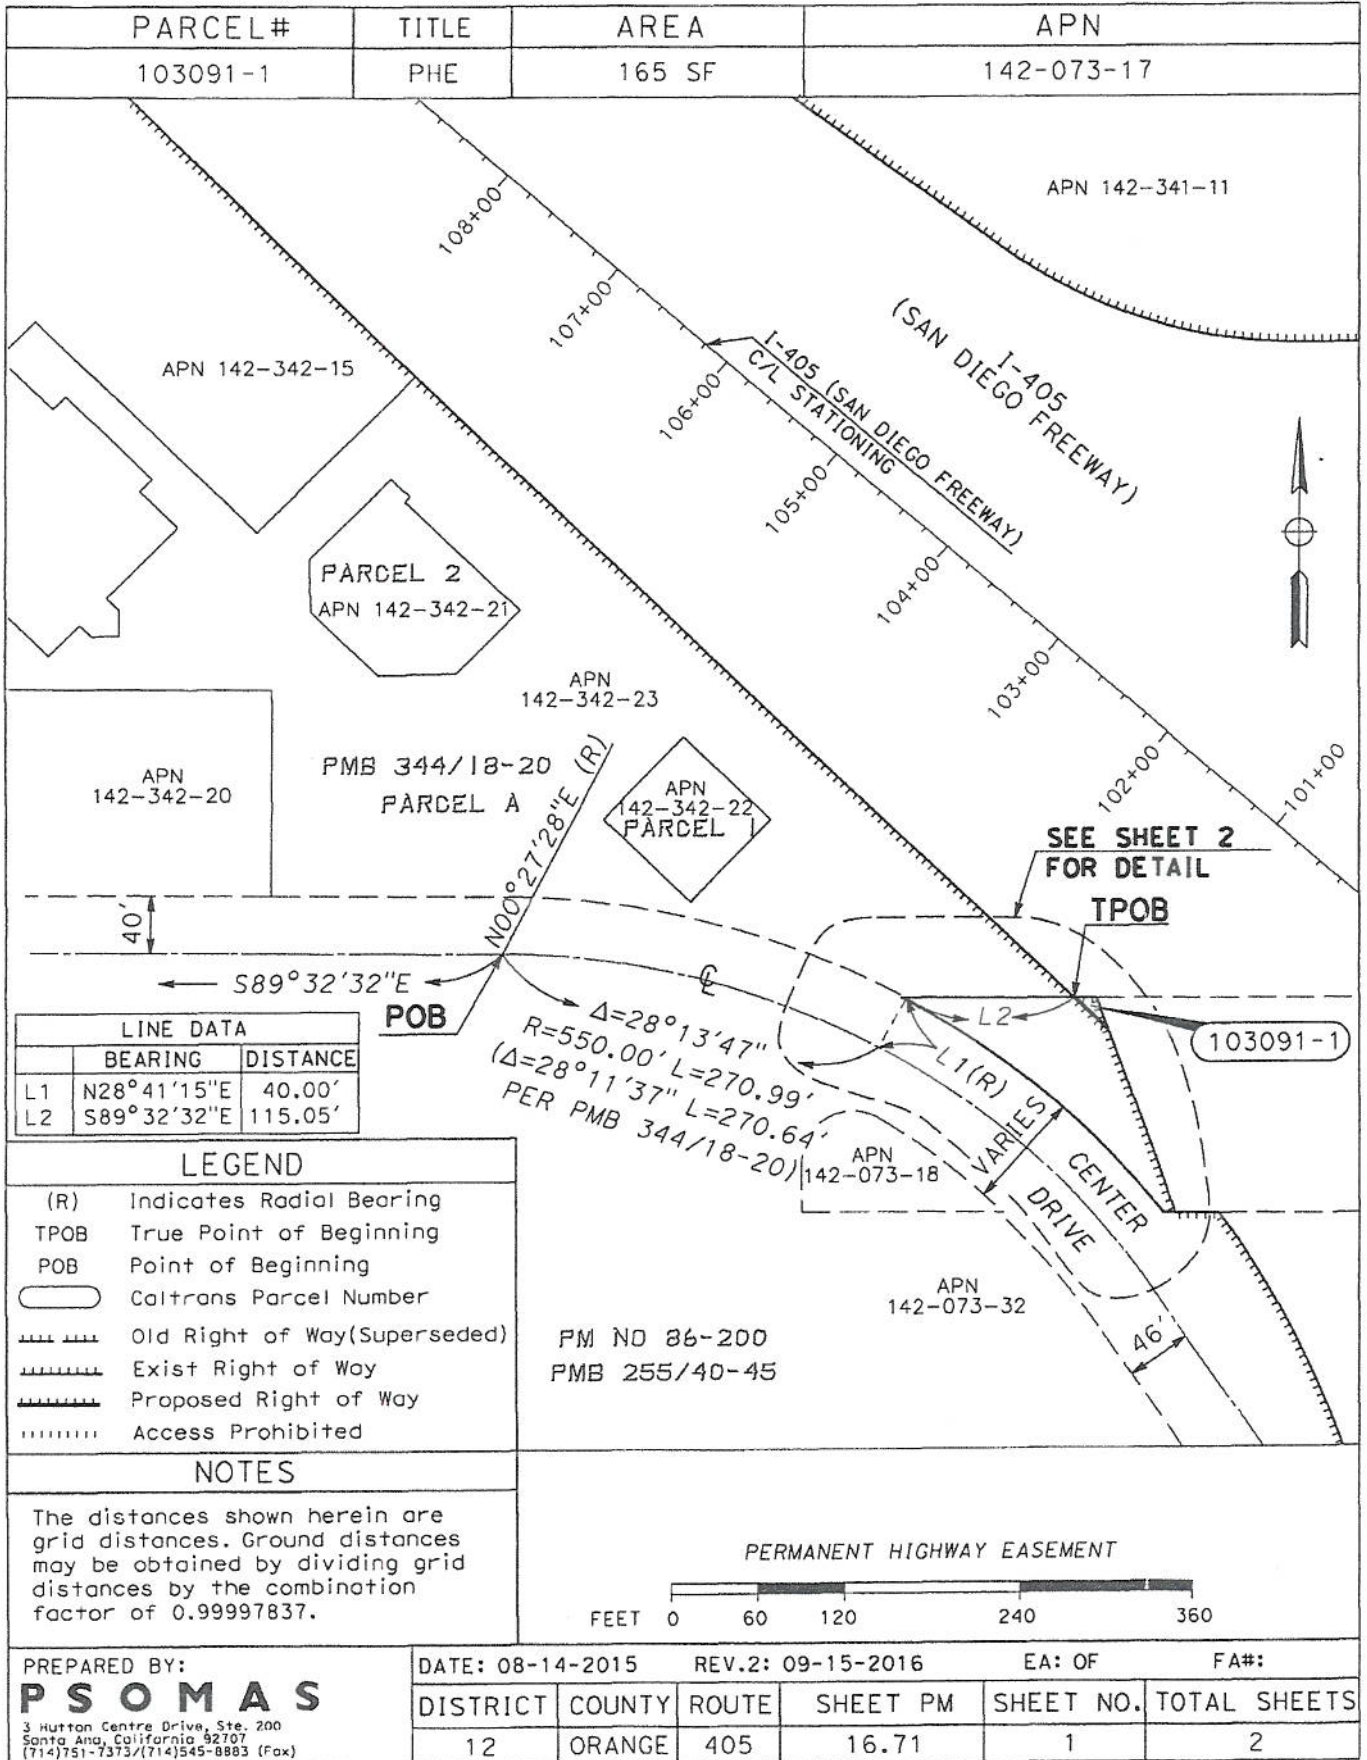 PARCEL# TITLE AREA APN
103091-1 PHE 165 SF 142-073-17
APN 142-341-11
108+00
107+00
106+00
105+00
104+00
103+00
102+00
101+00
I-405 (SAN DIEGO FREEWAY)
C/L STATIONING
I-405
(SAN DIEGO FREEWAY)
APN 142-342-15
PARCEL 2
APN 142-342-21
APN
142-342-23
APN
142-342-20
PMB 344/18-20
PARCEL A
N00°27'28"E (R)
APN
142-342-22
PARCEL 1
SEE SHEET 2
FOR DETAIL
TPOB
40'
S89°32'32"E
POB
℄
L2
103091-1
L1(R)
Δ=28°13'47"
R=550.00' L=270.99'
(Δ=28°11'37" L=270.64'
PER PMB 344/18-20)
LINE DATA
BEARING DISTANCE
L1 N28°41'15"E 40.00'
L2 S89°32'32"E 115.05'
VARIES
CENTER
DRIVE
APN
142-073-18
APN
142-073-32
46'
PM NO 86-200
PMB 255/40-45
LEGEND
(R) Indicates Radial Bearing
TPOB True Point of Beginning
POB Point of Beginning
Caltrans Parcel Number
Old Right of Way(Superseded)
Exist Right of Way
Proposed Right of Way
Access Prohibited
NOTES
The distances shown herein are
grid distances. Ground distances
may be obtained by dividing grid
distances by the combination
factor of 0.99997837.
PERMANENT HIGHWAY EASEMENT
FEET 0 60 120 240 360
PREPARED BY:
PSOMAS
3 Hutton Centre Drive, Ste. 200
Santa Ana, California 92707
(714)751-7373/(714)545-8883 (Fax)
DATE: 08-14-2015 REV.2: 09-15-2016 EA: OF FA#:
DISTRICT COUNTY ROUTE SHEET PM SHEET NO. TOTAL SHEETS
12 ORANGE 405 16.71 1 2